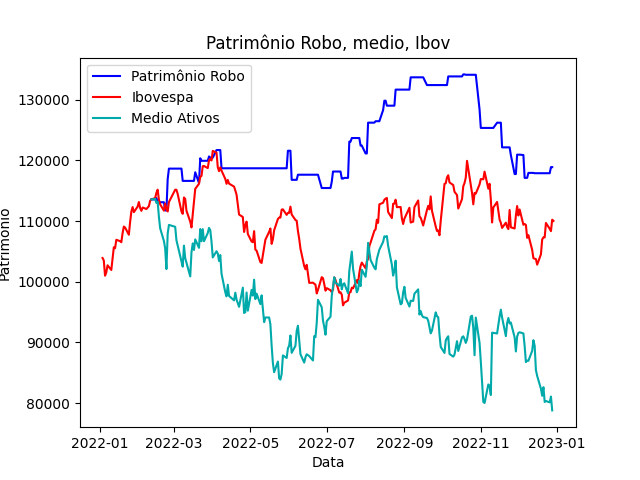 Patrimônio Robo, medio, Ibov
Patrimônio Robo
Ibovespa
Medio Ativos
Patrimonio
130000
120000
110000
100000
90000
80000
2022-01 2022-03 2022-05 2022-07 2022-09 2022-11 2023-01
Data